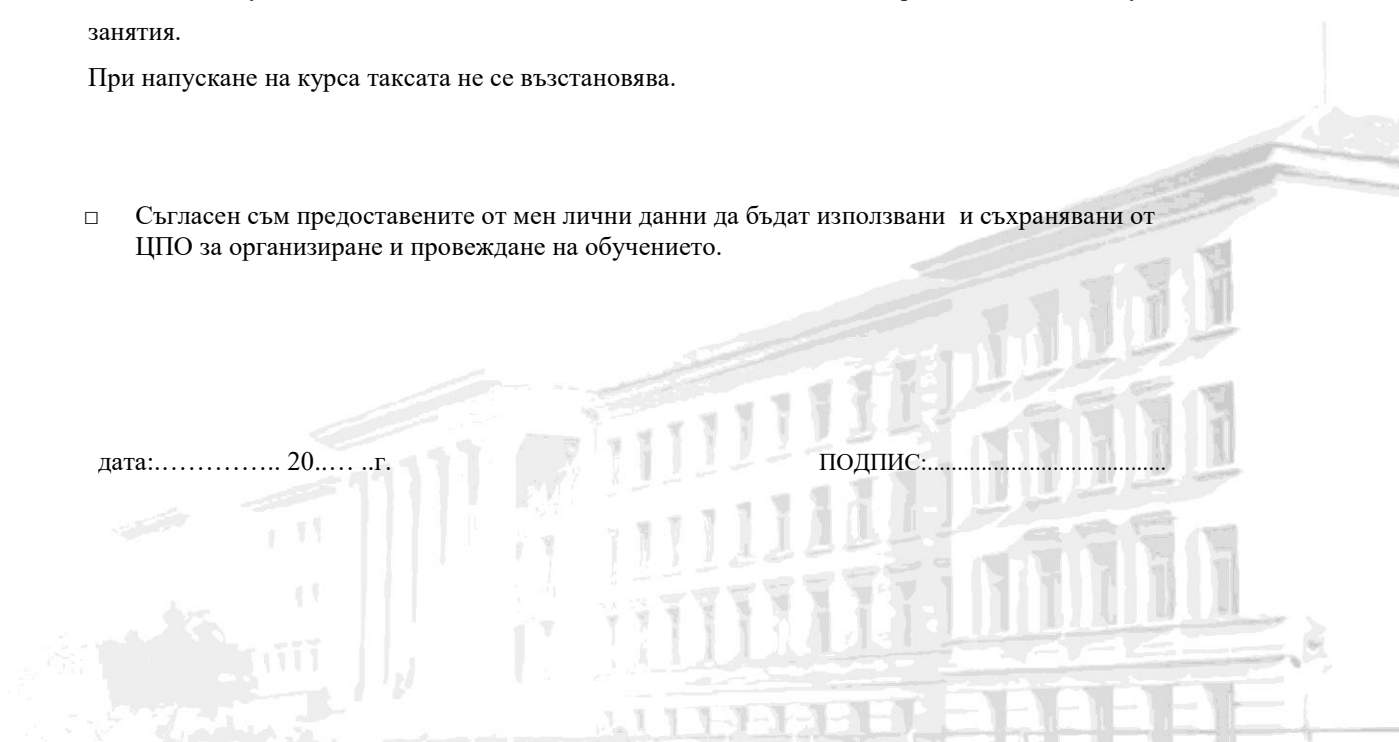 занятия.
При напускане на курса таксата не се възстановява.
□ Съгласен съм предоставените от мен лични данни да бъдат използвани и съхранявани от
ЦПО за организиране и провеждане на обучението.
дата:.…………….. 20..… ..г. ПОДПИС:........................................